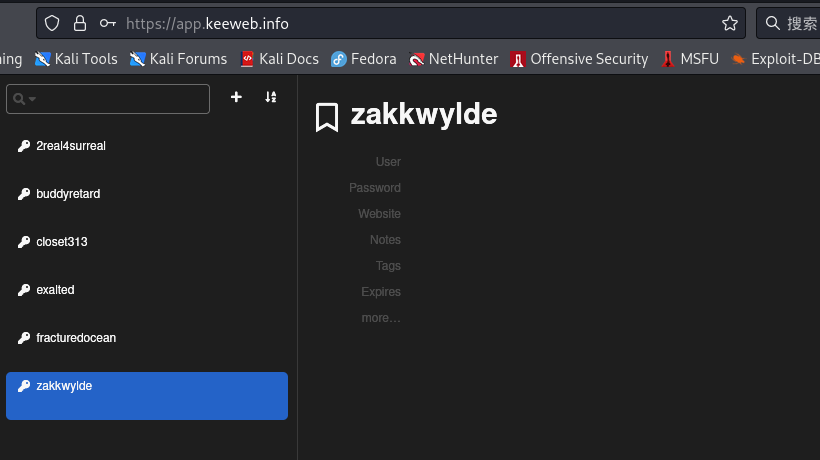 https://app.keeweb.info
搜索
ning Kali Tools Kali Forums Kali Docs Fedora NetHunter Offensive Security MSFU Exploit-DB
zakkwylde
2real4surreal
buddyretard
closet313
exalted
fracturedocean
zakkwylde
User
Password
Website
Notes
Tags
Expires
more...